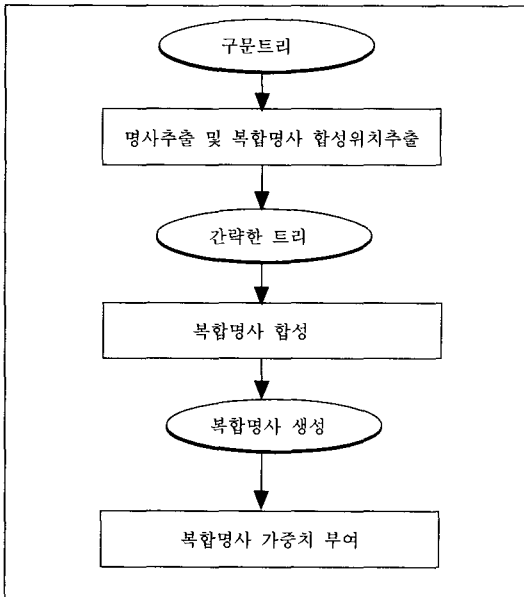 구문트리
명사추출 및 복합명사 합성위치추출
간략한 트리
복합명사 합성
복합명사 생성
복합명사 가중치 부여